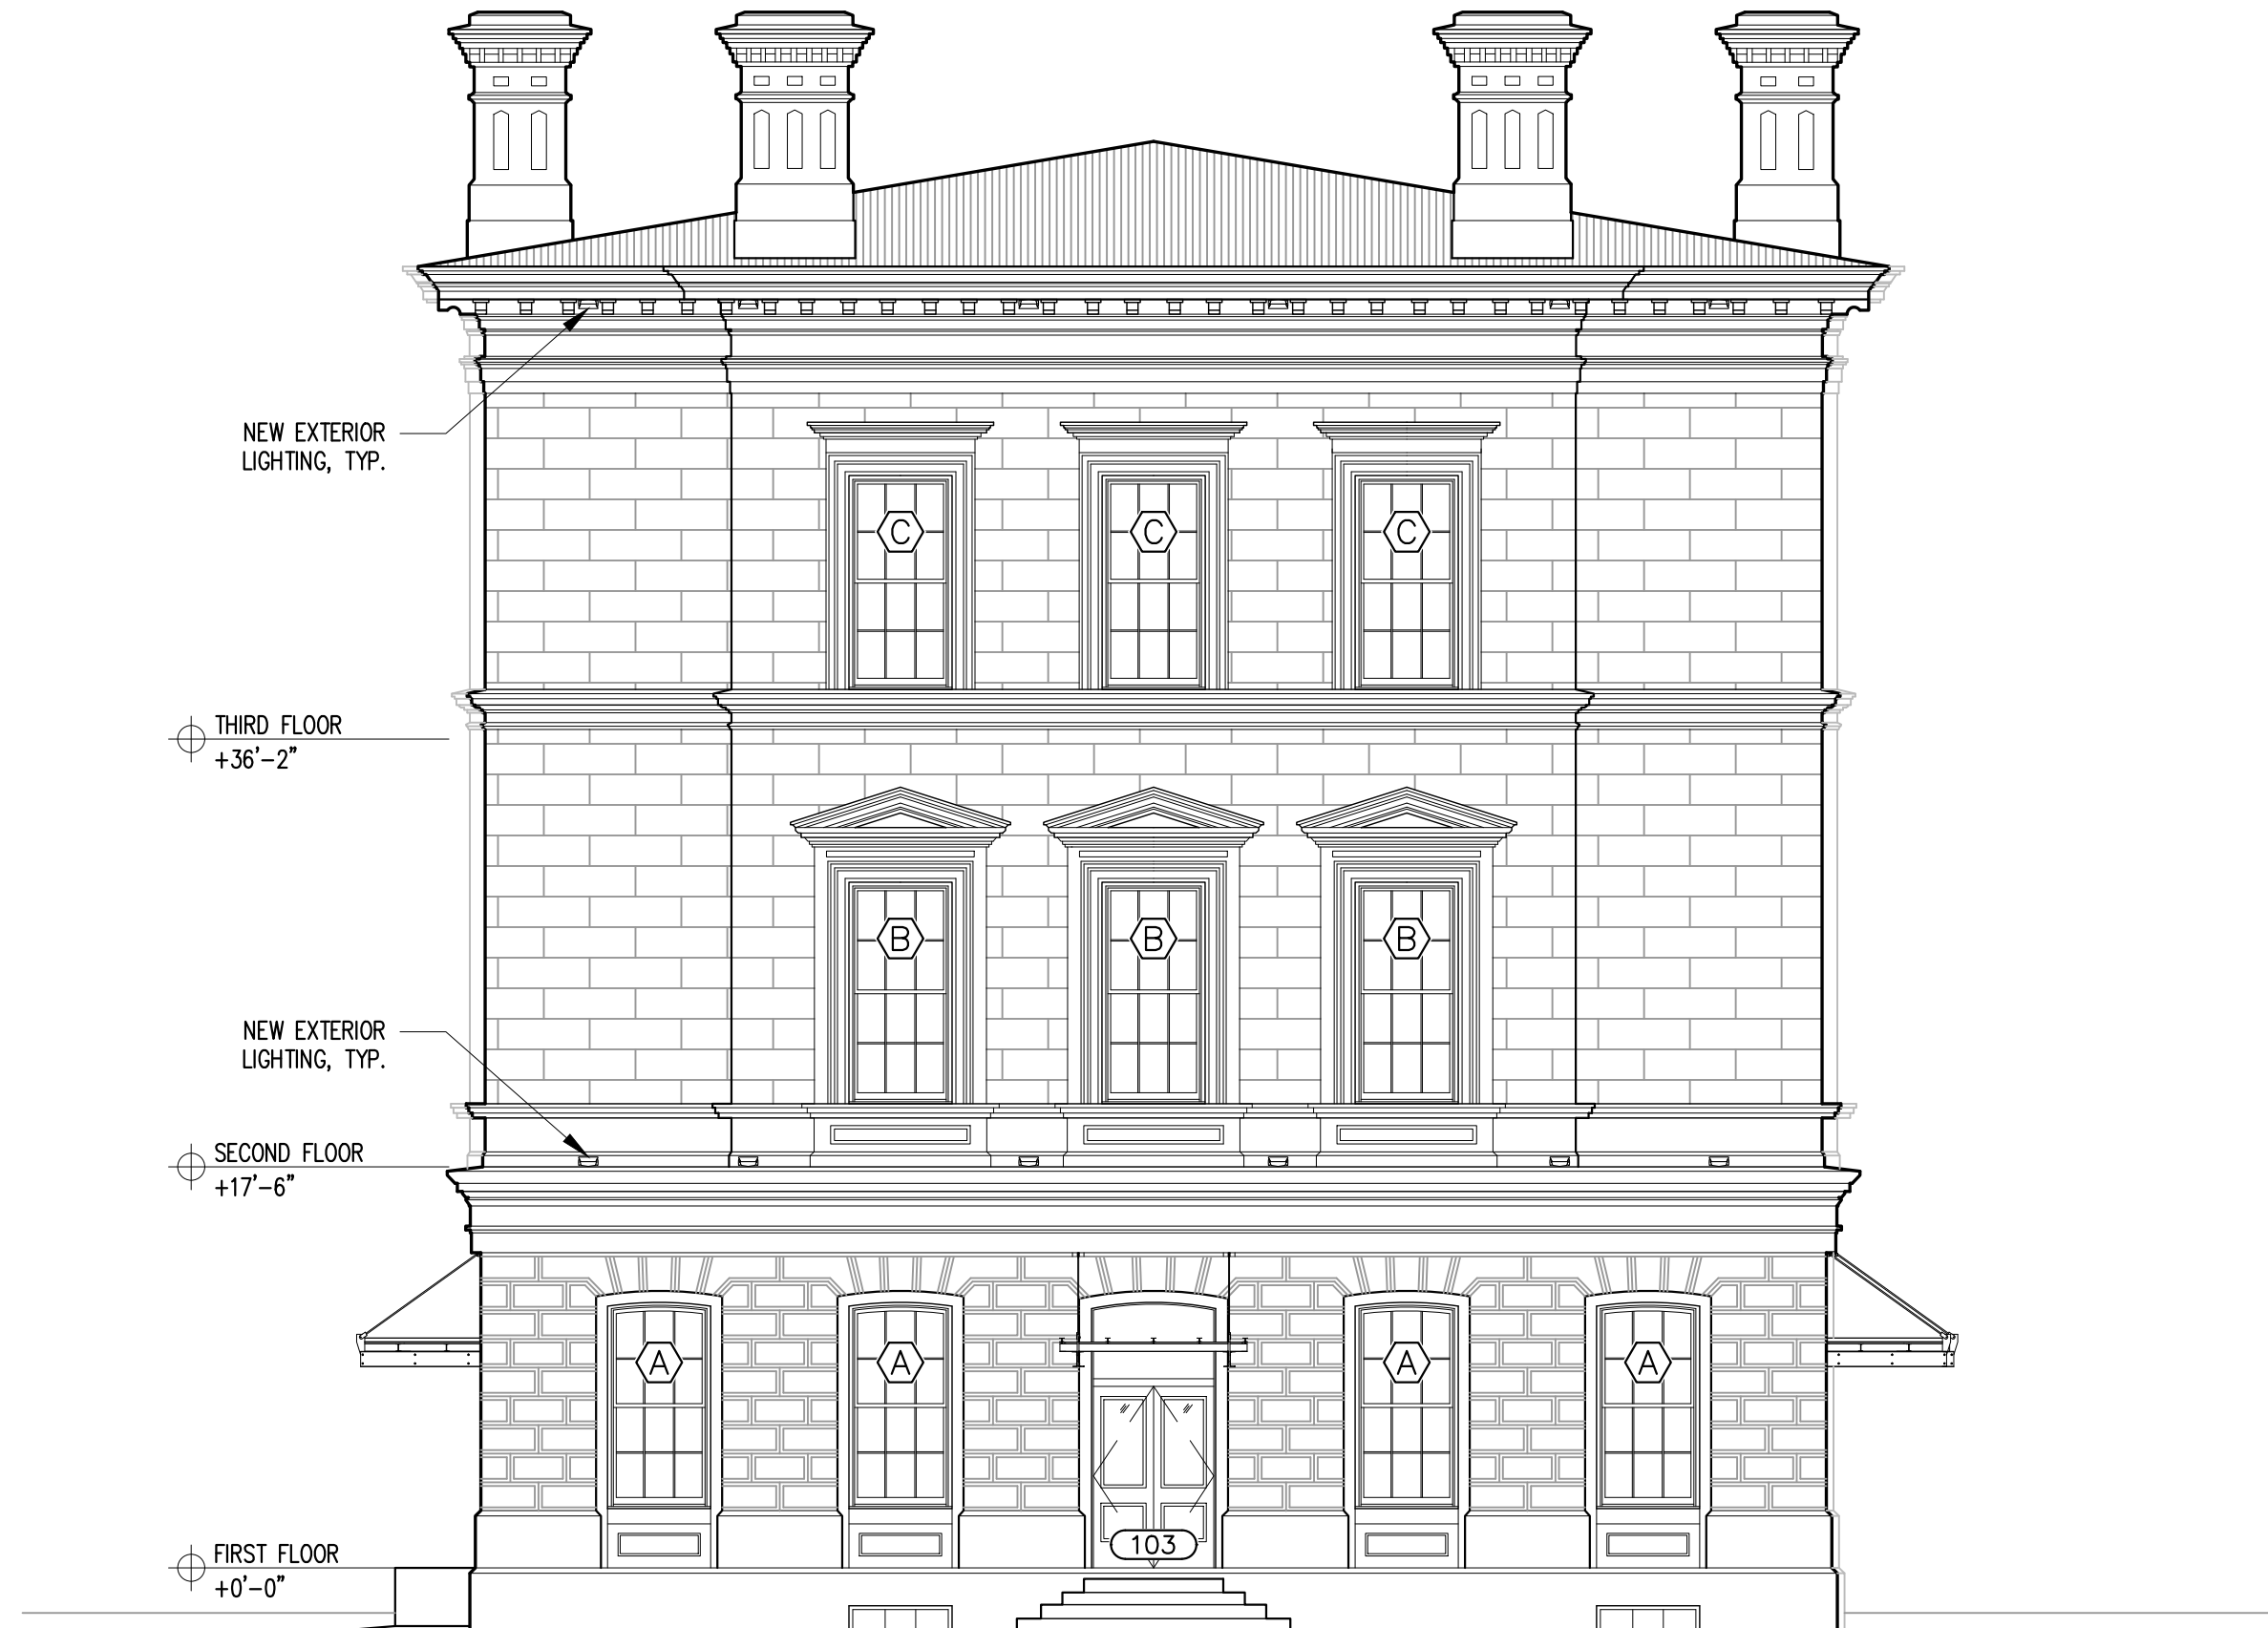 NEW EXTERIOR
LIGHTING, TYP.
C C C
THIRD FLOOR
+36'-2"
B B B
NEW EXTERIOR
LIGHTING, TYP.
SECOND FLOOR
+17'-6"
A A A A
103
FIRST FLOOR
+0'-0"